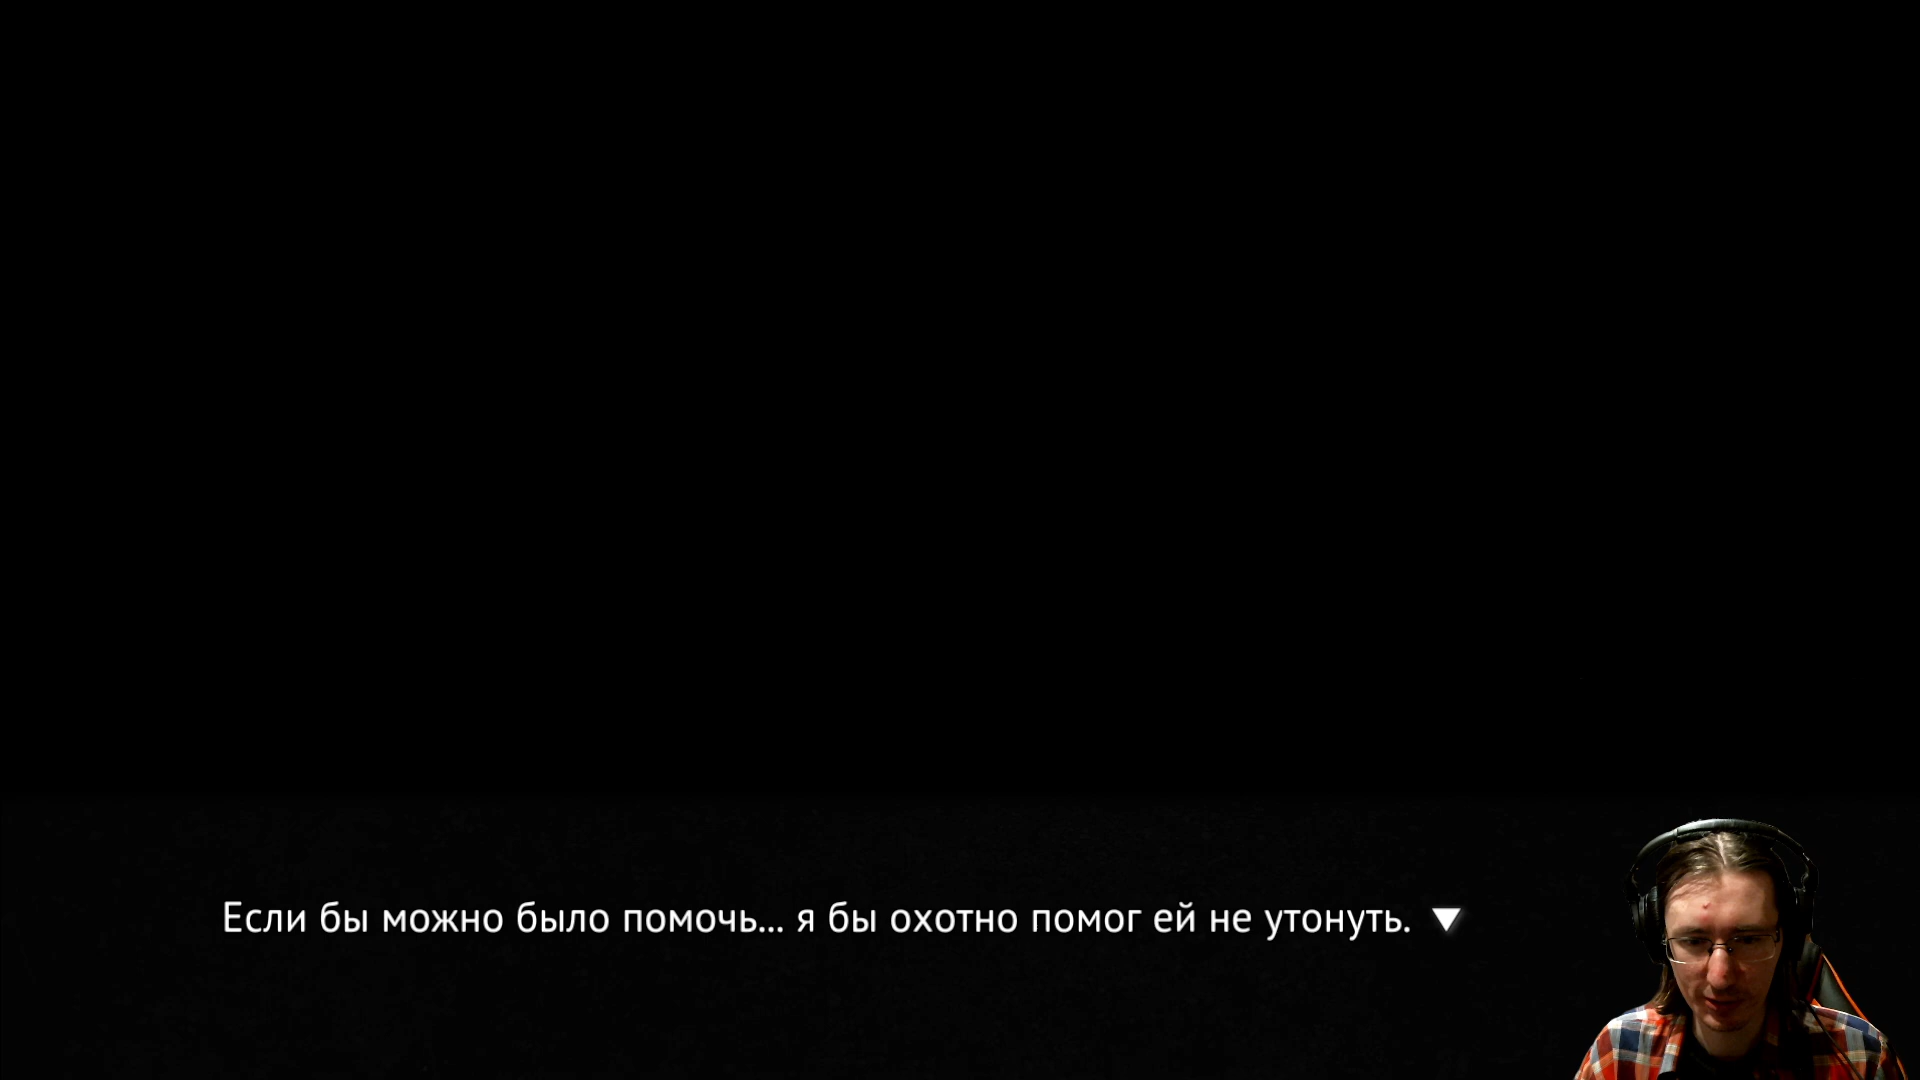 Если бы можно было помочь... я бы охотно помог ей не утонуть.